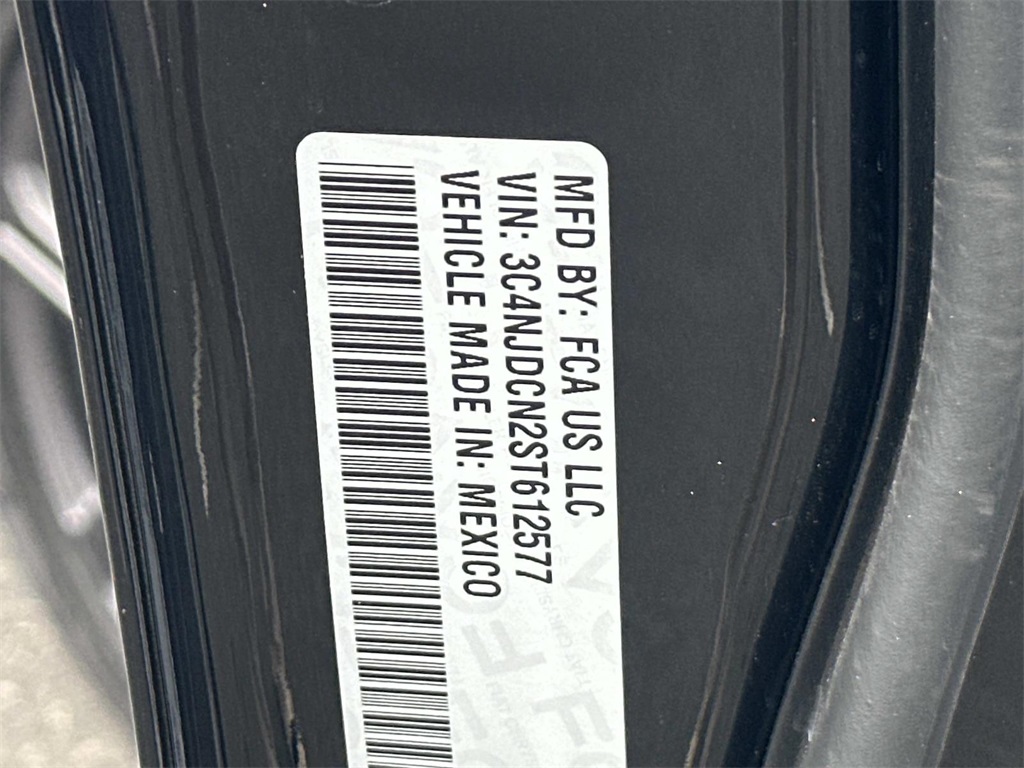 MFD BY: FCA US LLC
VIN: 3C4NJDCN2ST612577
VEHICLE MADE IN: MEXICO